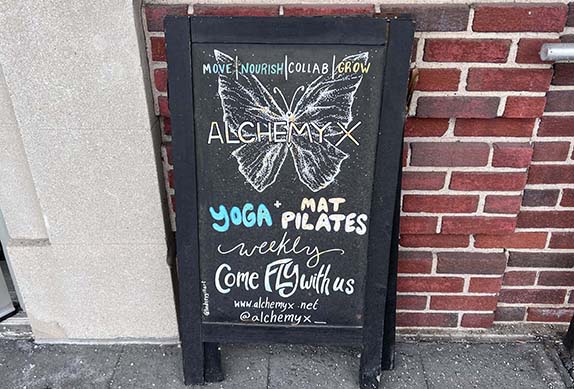 MOVE|NOURISH|COLLAB|GROW
ALCHEMY-X
YOGA + MAT PILATES
weekly
Come FLY with us
www.alchemyx.net
@alchemyx_